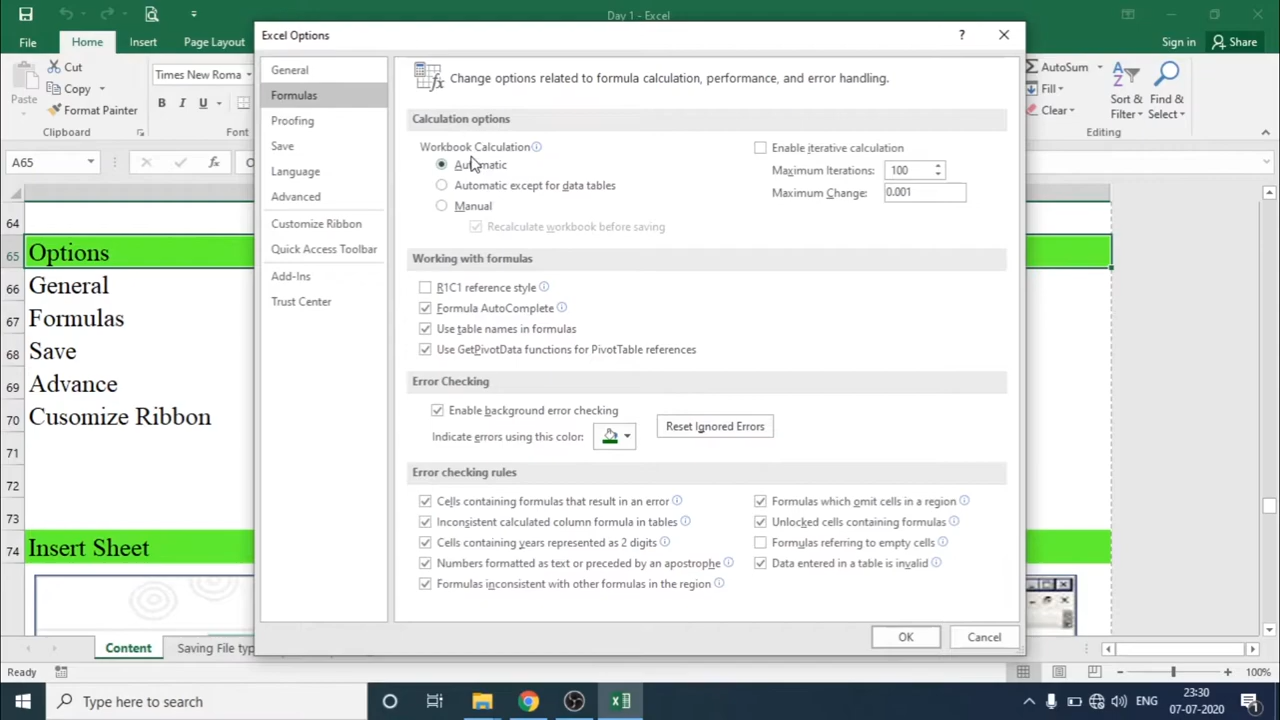 Day 1 - Excel
File Home Insert Page Layout Sign in Share
Cut
Copy
Format Painter
Paste
Clipboard
Times New Roma
B I U
Font
AutoSum
Fill
Clear
Sort & Filter
Find & Select
Editing
A65
Excel Options
General
Formulas
Proofing
Save
Language
Advanced
Customize Ribbon
Quick Access Toolbar
Add-Ins
Trust Center
Change options related to formula calculation, performance, and error handling.
Calculation options
Workbook Calculation
Automatic
Automatic except for data tables
Manual
Recalculate workbook before saving
Enable iterative calculation
Maximum Iterations: 100
Maximum Change: 0.001
Working with formulas
R1C1 reference style
Formula AutoComplete
Use table names in formulas
Use GetPivotData functions for PivotTable references
Error Checking
Enable background error checking
Indicate errors using this color:
Reset Ignored Errors
Error checking rules
Cells containing formulas that result in an error
Inconsistent calculated column formula in tables
Cells containing years represented as 2 digits
Numbers formatted as text or preceded by an apostrophe
Formulas inconsistent with other formulas in the region
Formulas which omit cells in a region
Unlocked cells containing formulas
Formulas referring to empty cells
Data entered in a table is invalid
OK Cancel
64
65 Options
66 General
67 Formulas
68 Save
69 Advance
70 Cusomize Ribbon
71
72
73
74 Insert Sheet
Content Saving File typ
Ready 100%
Type here to search
ENG
23:30
07-07-2020
1